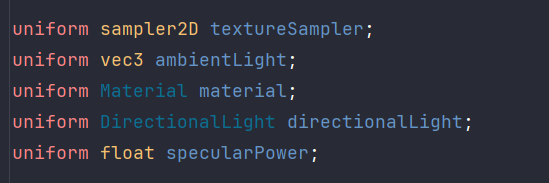 uniform sampler2D textureSampler;
uniform vec3 ambientLight;
uniform Material material;
uniform DirectionalLight directionalLight;
uniform float specularPower;